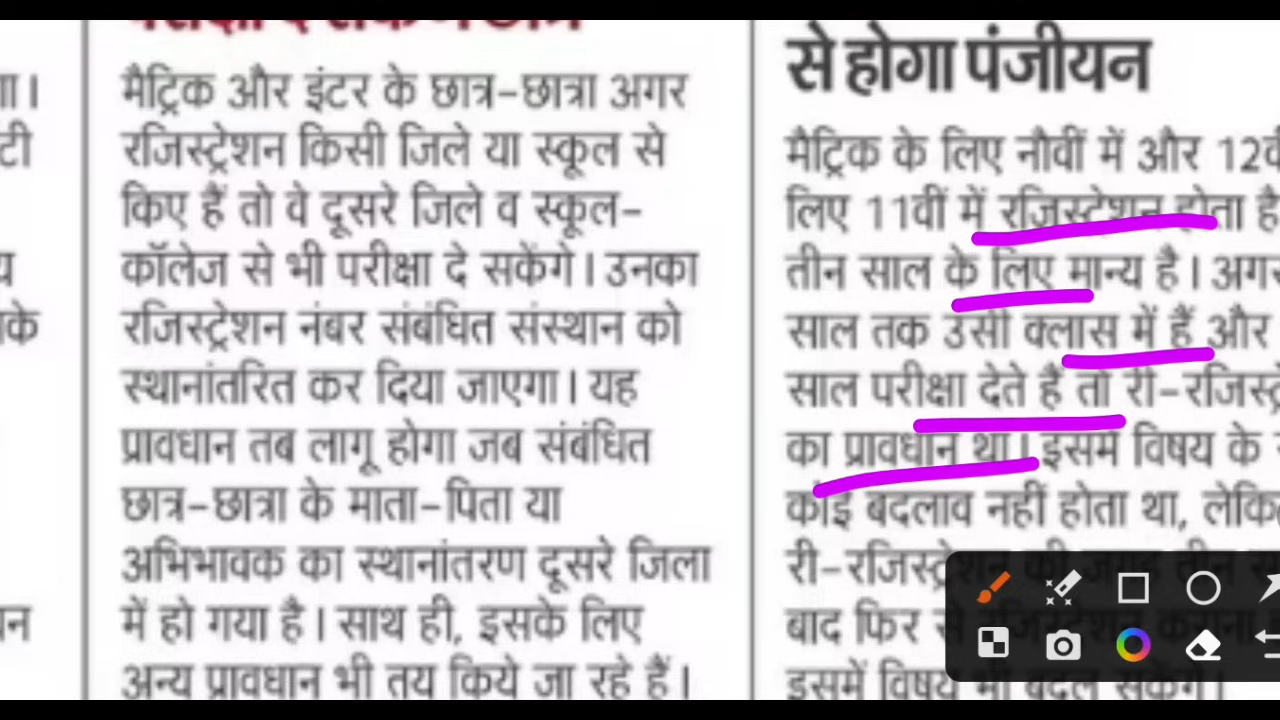 मैट्रिक और इंटर के छात्र-छात्रा अगर
रजिस्ट्रेशन किसी जिले या स्कूल से
किए हैं तो वे दूसरे जिले व स्कूल-
कॉलेज से भी परीक्षा दे सकेंगे। उनका
रजिस्ट्रेशन नंबर संबंधित संस्थान को
स्थानांतरित कर दिया जाएगा। यह
प्रावधान तब लागू होगा जब संबंधित
छात्र-छात्रा के माता-पिता या
अभिभावक का स्थानांतरण दूसरे जिला
में हो गया है। साथ ही, इसके लिए
अन्य प्रावधान भी तय किये जा रहे हैं।
से होगा पंजीयन
मैट्रिक के लिए नौवीं में और
लिए 11वीं में रजिस्टेशन होता है
तीन साल के लिए मान्य है। अगर
साल तक उसी क्लास में हैं और
साल परीक्षा देते हैं तो
का प्रावधान था। इसमें विषय के
कोई बदलाव नहीं होता था,
बाद फिर से
इसमें विषय भी बदल सकेंगे।